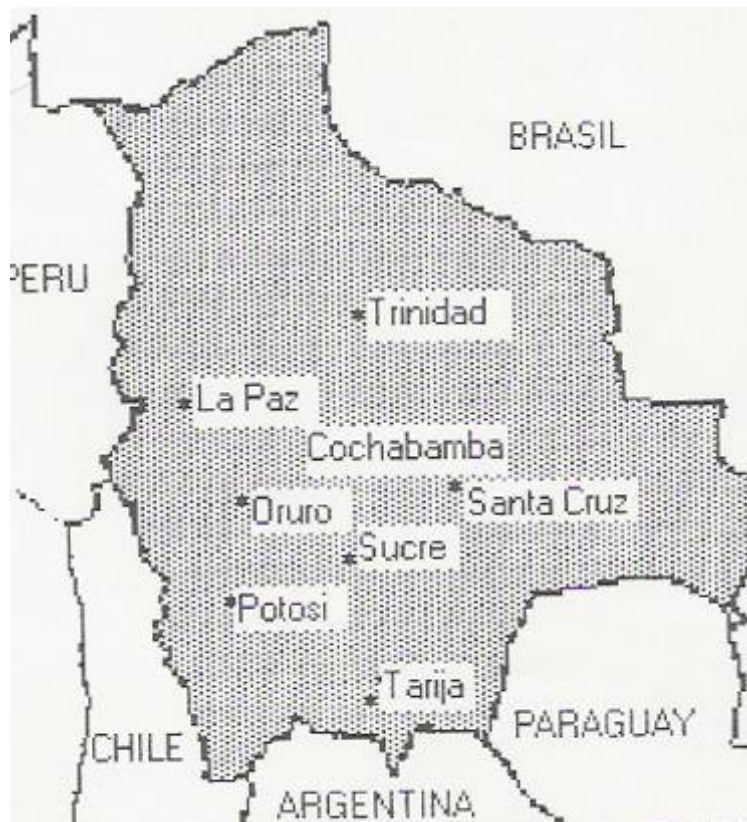 BRASIL
PERU
Trinidad
La Paz
Cochabamba
Santa Cruz
Oruro
Sucre
Potosi
Tarija
PARAGUAY
CHILE
ARGENTINA